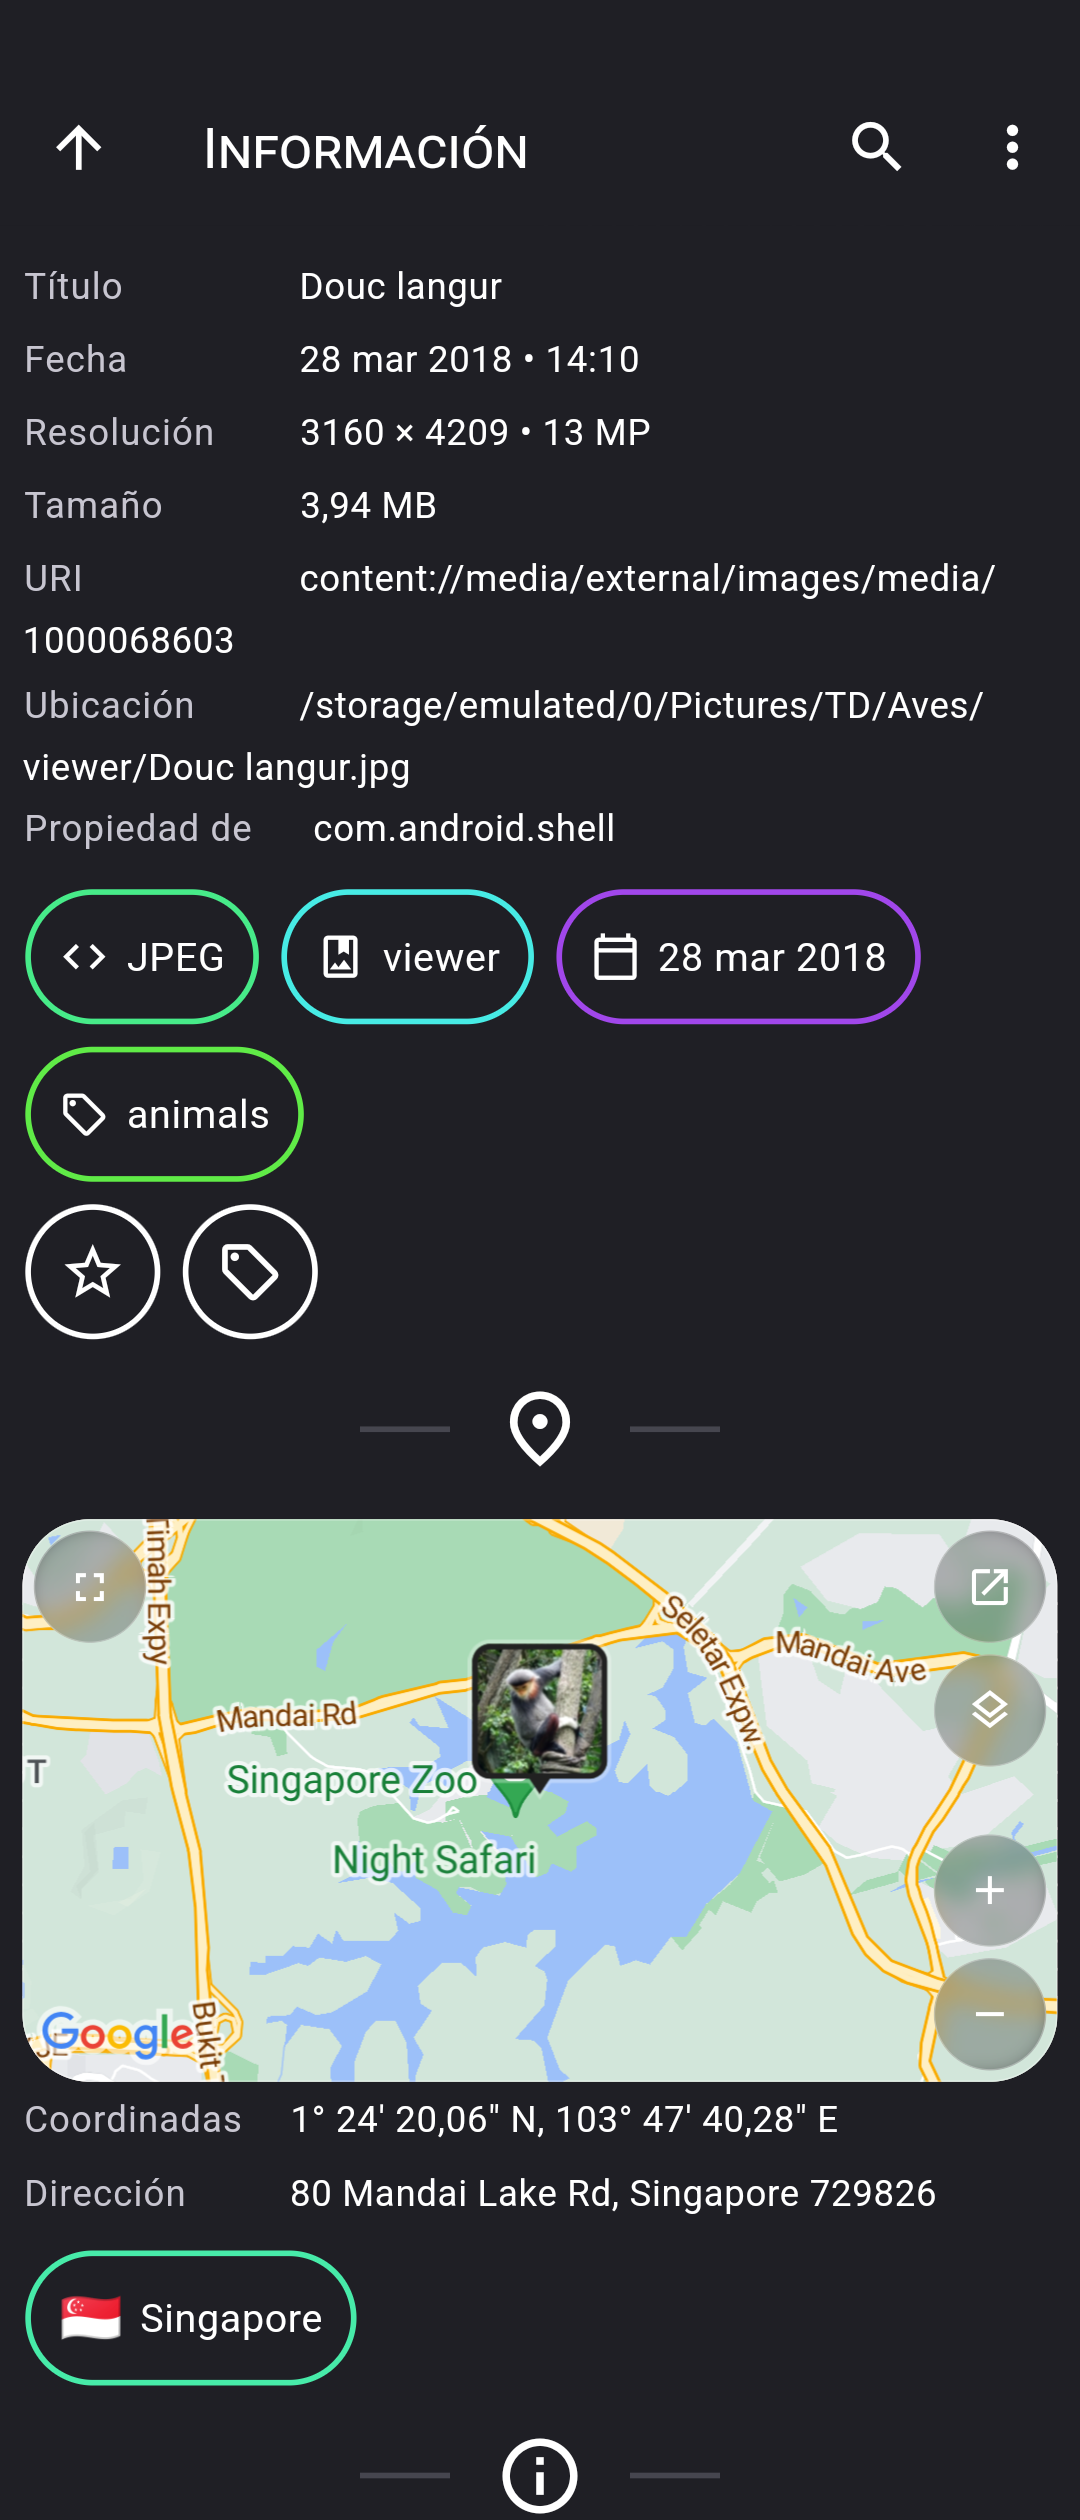 INFORMACIÓN
Título Douc langur
Fecha 28 mar 2018 • 14:10
Resolución 3160 × 4209 • 13 MP
Tamaño 3,94 MB
URI content://media/external/images/media/
1000068603
Ubicación /storage/emulated/0/Pictures/TD/Aves/
viewer/Douc langur.jpg
Propiedad de com.android.shell
JPEG viewer 28 mar 2018
animals
Timah Expy
Seletar Expw.
Mandai Ave
Mandai Rd
T
Singapore Zoo
Night Safari
Bukit
Google
Coordinadas 1° 24' 20,06" N, 103° 47' 40,28" E
Dirección 80 Mandai Lake Rd, Singapore 729826
Singapore